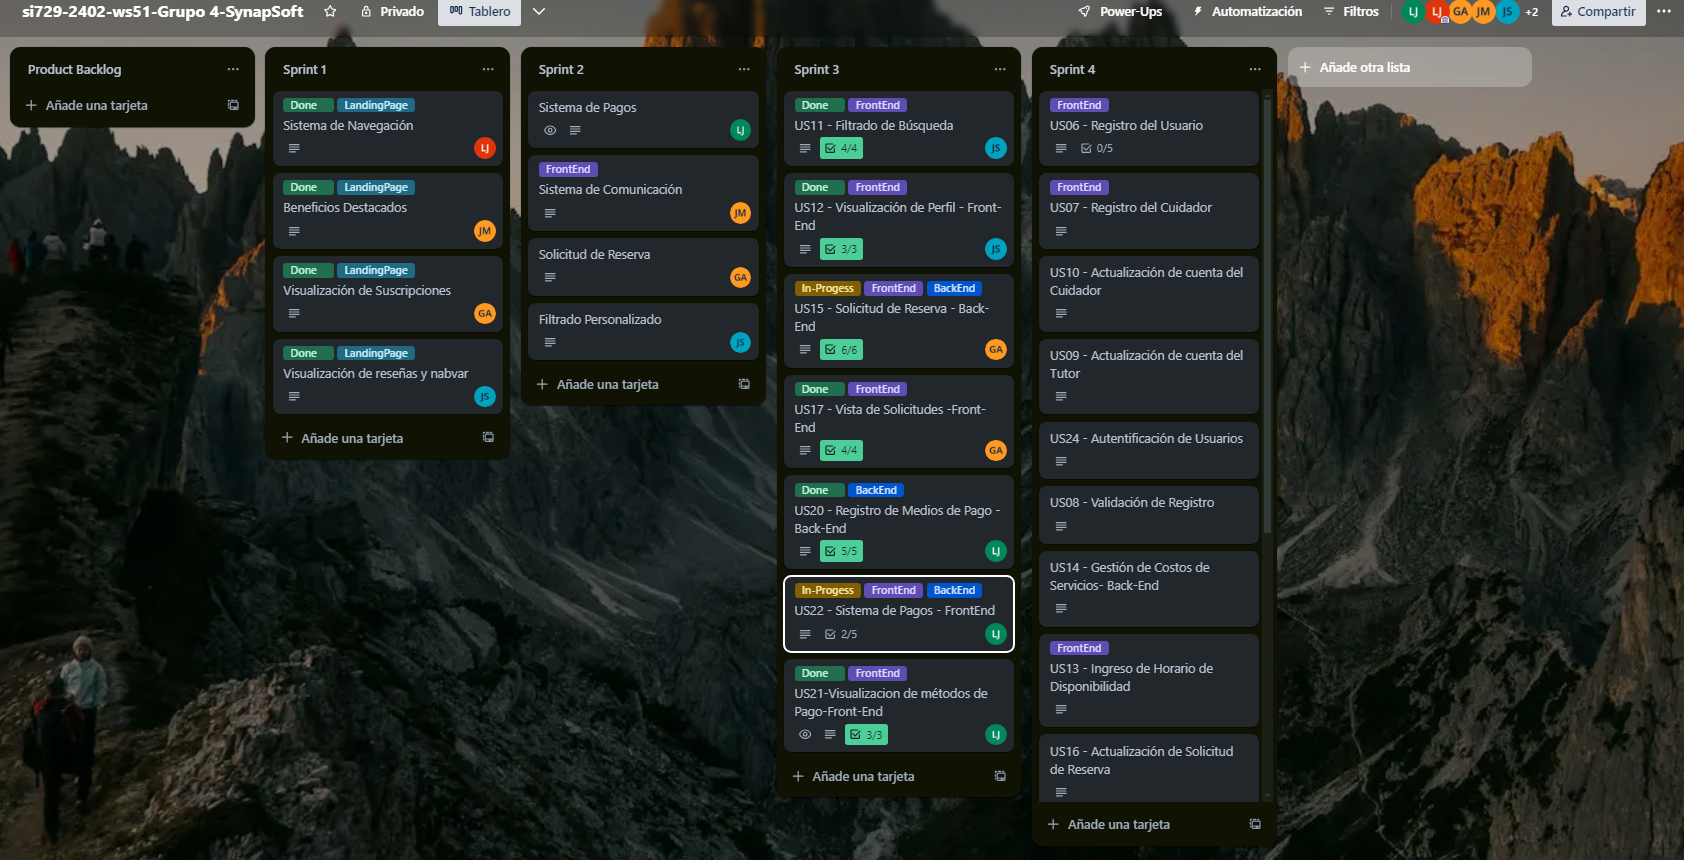 si729-2402-ws51-Grupo 4-SynapSoft
Privado
Tablero
Power-Ups
Automatización
Filtros
LJ
LJ
GA
JM
JS
+2
Compartir
Product Backlog
Añade una tarjeta
Sprint 1
Done LandingPage
Sistema de Navegación
LJ
Done LandingPage
Beneficios Destacados
JM
Done LandingPage
Visualización de Suscripciones
GA
Done LandingPage
Visualización de reseñas y nabvar
JS
Añade una tarjeta
Sprint 2
Sistema de Pagos
LJ
FrontEnd
Sistema de Comunicación
JM
Solicitud de Reserva
GA
Filtrado Personalizado
JS
Añade una tarjeta
Sprint 3
Done FrontEnd
US11 - Filtrado de Búsqueda
4/4
JS
Done FrontEnd
US12 - Visualización de Perfil - Front-
End
3/3
JS
In-Progess FrontEnd BackEnd
US15 - Solicitud de Reserva - Back-
End
6/6
GA
Done FrontEnd
US17 - Vista de Solicitudes -Front-
End
4/4
GA
Done BackEnd
US20 - Registro de Medios de Pago -
Back-End
5/5
LJ
In-Progess FrontEnd BackEnd
US22 - Sistema de Pagos - FrontEnd
2/5
LJ
Done FrontEnd
US21-Visualizacion de métodos de
Pago-Front-End
3/3
LJ
Añade una tarjeta
Sprint 4
FrontEnd
US06 - Registro del Usuario
0/5
FrontEnd
US07 - Registro del Cuidador
US10 - Actualización de cuenta del
Cuidador
US09 - Actualización de cuenta del
Tutor
US24 - Autentificación de Usuarios
US08 - Validación de Registro
US14 - Gestión de Costos de
Servicios- Back-End
FrontEnd
US13 - Ingreso de Horario de
Disponibilidad
US16 - Actualización de Solicitud
de Reserva
Añade una tarjeta
Añade otra lista